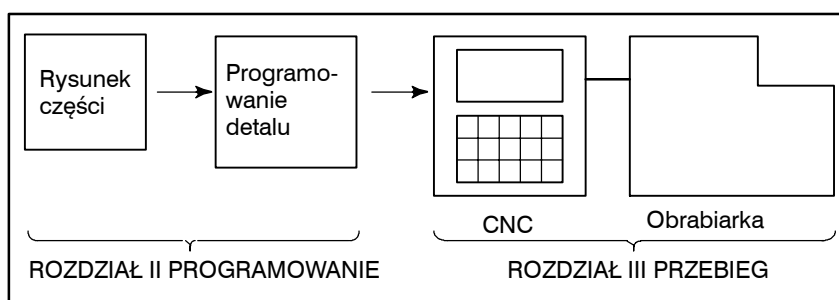 Rysunek
części
Programo-
wanie
detalu
CNC
Obrabiarka
ROZDZIAŁ II PROGRAMOWANIE
ROZDZIAŁ III PRZEBIEG